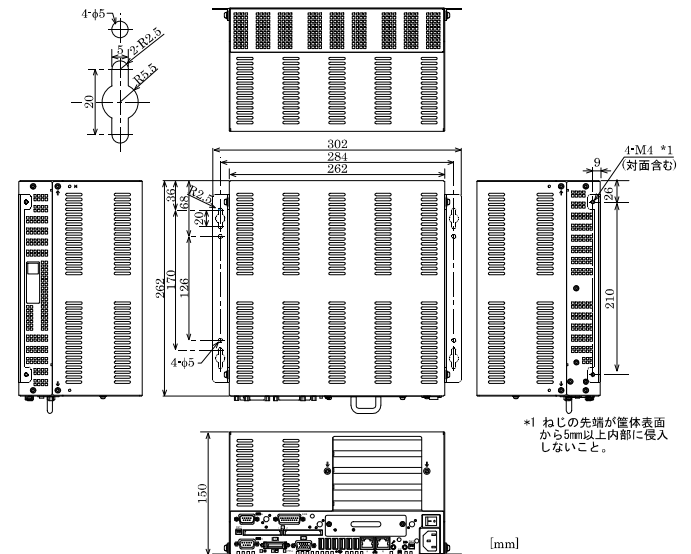 4-φ5
5
2-R2.5
R5.5
20
302
284
262
R2.5
36
68
20
262
170
126
4-φ5
9
4-M4 *1
(対面含む)
26
210
*1 ねじの先端が筐体表面
から5mm以上内部に侵入
しないこと。
150
[mm]